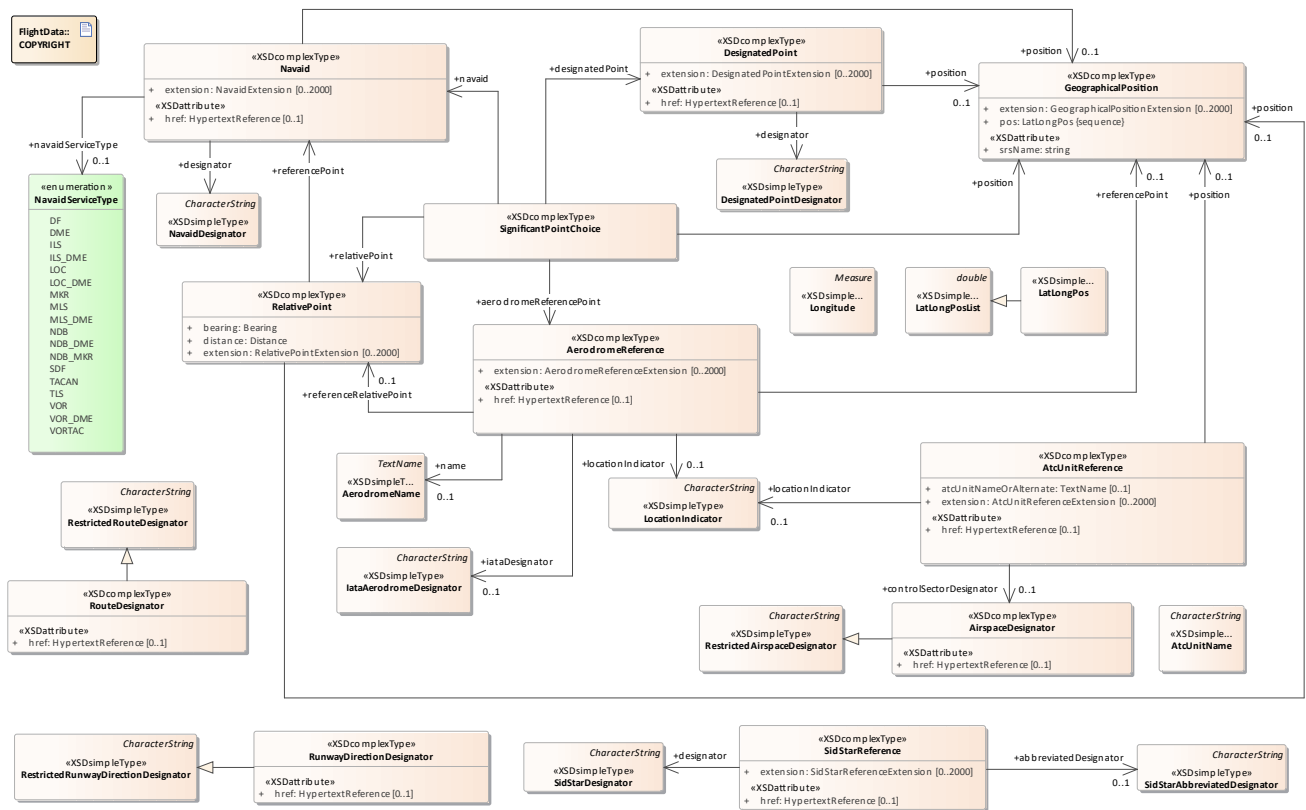 FlightData::
COPYRIGHT
«XSDcomplexType»
Navaid
+ extension: NavaidExtension [0..2000]
«XSDattribute»
+ href: HypertextReference [0..1]
+navaid
+designatedPoint
«XSDcomplexType»
DesignatedPoint
+ extension: DesignatedPointExtension [0..2000]
«XSDattribute»
+ href: HypertextReference [0..1]
+position
0..1
+position
0..1
«XSDcomplexType»
GeographicalPosition
+ extension: GeographicalPositionExtension [0..2000]
+ pos: LatLongPos {sequence}
«XSDattribute»
+ srsName: string
+position
0..1
+navaidServiceType
0..1
+designator
+referencePoint
+designator
+position
0..1
+referencePoint
0..1
+position
«enumeration »
NavaidServiceType
DF
DME
ILS
ILS_DME
LOC
LOC_DME
MKR
MLS
MLS_DME
NDB
NDB_DME
NDB_MKR
SDF
TACAN
TLS
VOR
VOR_DME
VORTAC
CharacterString
«XSDsimpleType»
NavaidDesignator
CharacterString
«XSDsimpleType»
DesignatedPointDesignator
«XSDcomplexType»
SignificantPointChoice
+relativePoint
+aerodromeReferencePoint
«XSDcomplexType»
RelativePoint
+ bearing: Bearing
+ distance: Distance
+ extension: RelativePointExtension [0..2000]
0..1
+referenceRelativePoint
Measure
«XSDsimple...
Longitude
double
«XSDsimple...
LatLongPosList
«XSDsimple...
LatLongPos
«XSDcomplexType»
AerodromeReference
+ extension: AerodromeReferenceExtension [0..2000]
«XSDattribute»
+ href: HypertextReference [0..1]
+name
0..1
+locationIndicator
0..1
TextName
«XSDsimpleT...
AerodromeName
CharacterString
«XSDsimpleType»
LocationIndicator
+locationIndicator
0..1
«XSDcomplexType»
AtcUnitReference
+ atcUnitNameOrAlternate: TextName [0..1]
+ extension: AtcUnitReferenceExtension [0..2000]
«XSDattribute»
+ href: HypertextReference [0..1]
CharacterString
«XSDsimpleType»
RestrictedRouteDesignator
«XSDcomplexType»
RouteDesignator
«XSDattribute»
+ href: HypertextReference [0..1]
CharacterString
«XSDsimpleType»
IataAerodromeDesignator
+iataDesignator
0..1
+controlSectorDesignator
0..1
CharacterString
«XSDsimpleType»
RestrictedAirspaceDesignator
«XSDcomplexType»
AirspaceDesignator
«XSDattribute»
+ href: HypertextReference [0..1]
CharacterString
«XSDsimple...
AtcUnitName
CharacterString
«XSDsimpleType»
RestrictedRunwayDirectionDesignator
«XSDcomplexType»
RunwayDirectionDesignator
«XSDattribute»
+ href: HypertextReference [0..1]
CharacterString
«XSDsimpleType»
SidStarDesignator
+designator
«XSDcomplexType»
SidStarReference
+ extension: SidStarReferenceExtension [0..2000]
«XSDattribute»
+ href: HypertextReference [0..1]
+abbreviatedDesignator
0..1
CharacterString
«XSDsimpleType»
SidStarAbbreviatedDesignator